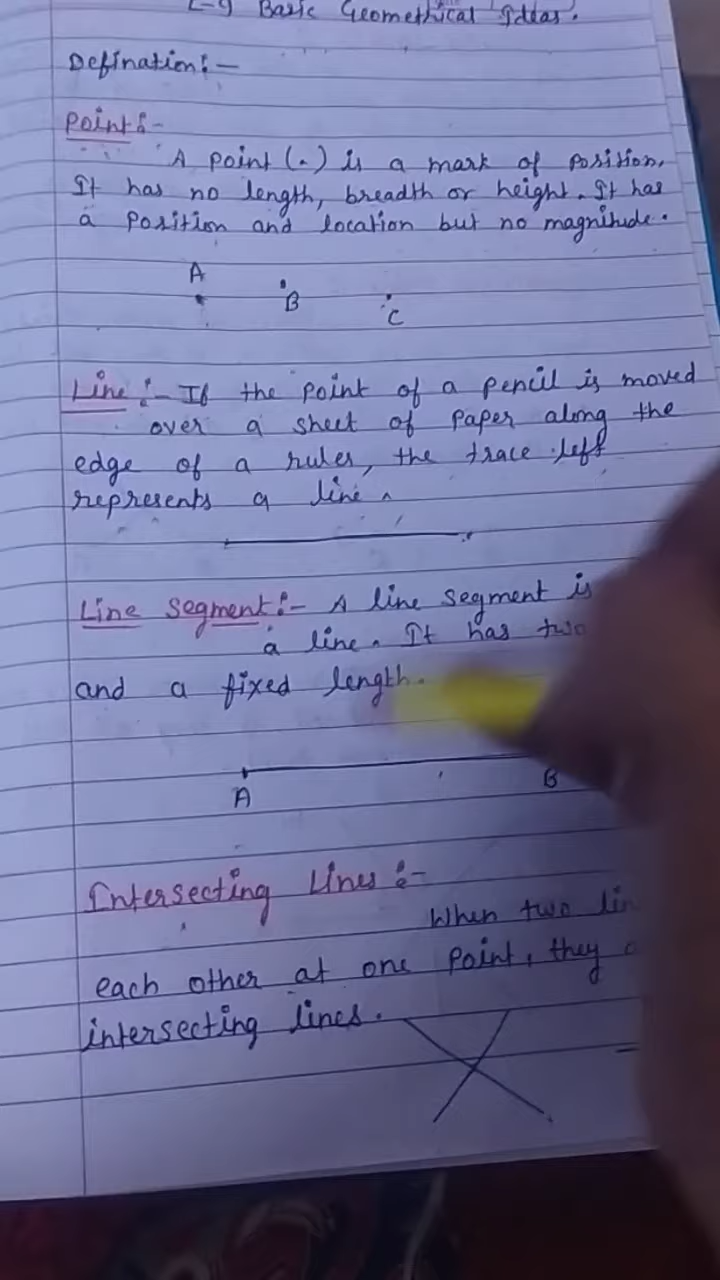 L-9 Basic Geomethical Ideas.
Defination:-
Point:-
A point (.) is a mark of position.
It has no length, breadth or height. It has
a position and location but no magnitude.
A
B
C
Line:- If the point of a pencil is moved
over a sheet of paper along the
edge of a rules, the trace left
represents a line.
Line segment:- A line segment is
a line. It has two
and a fixed length.
A B
Intersecting Lines:-
When two
each other at one point, they
intersecting lines.